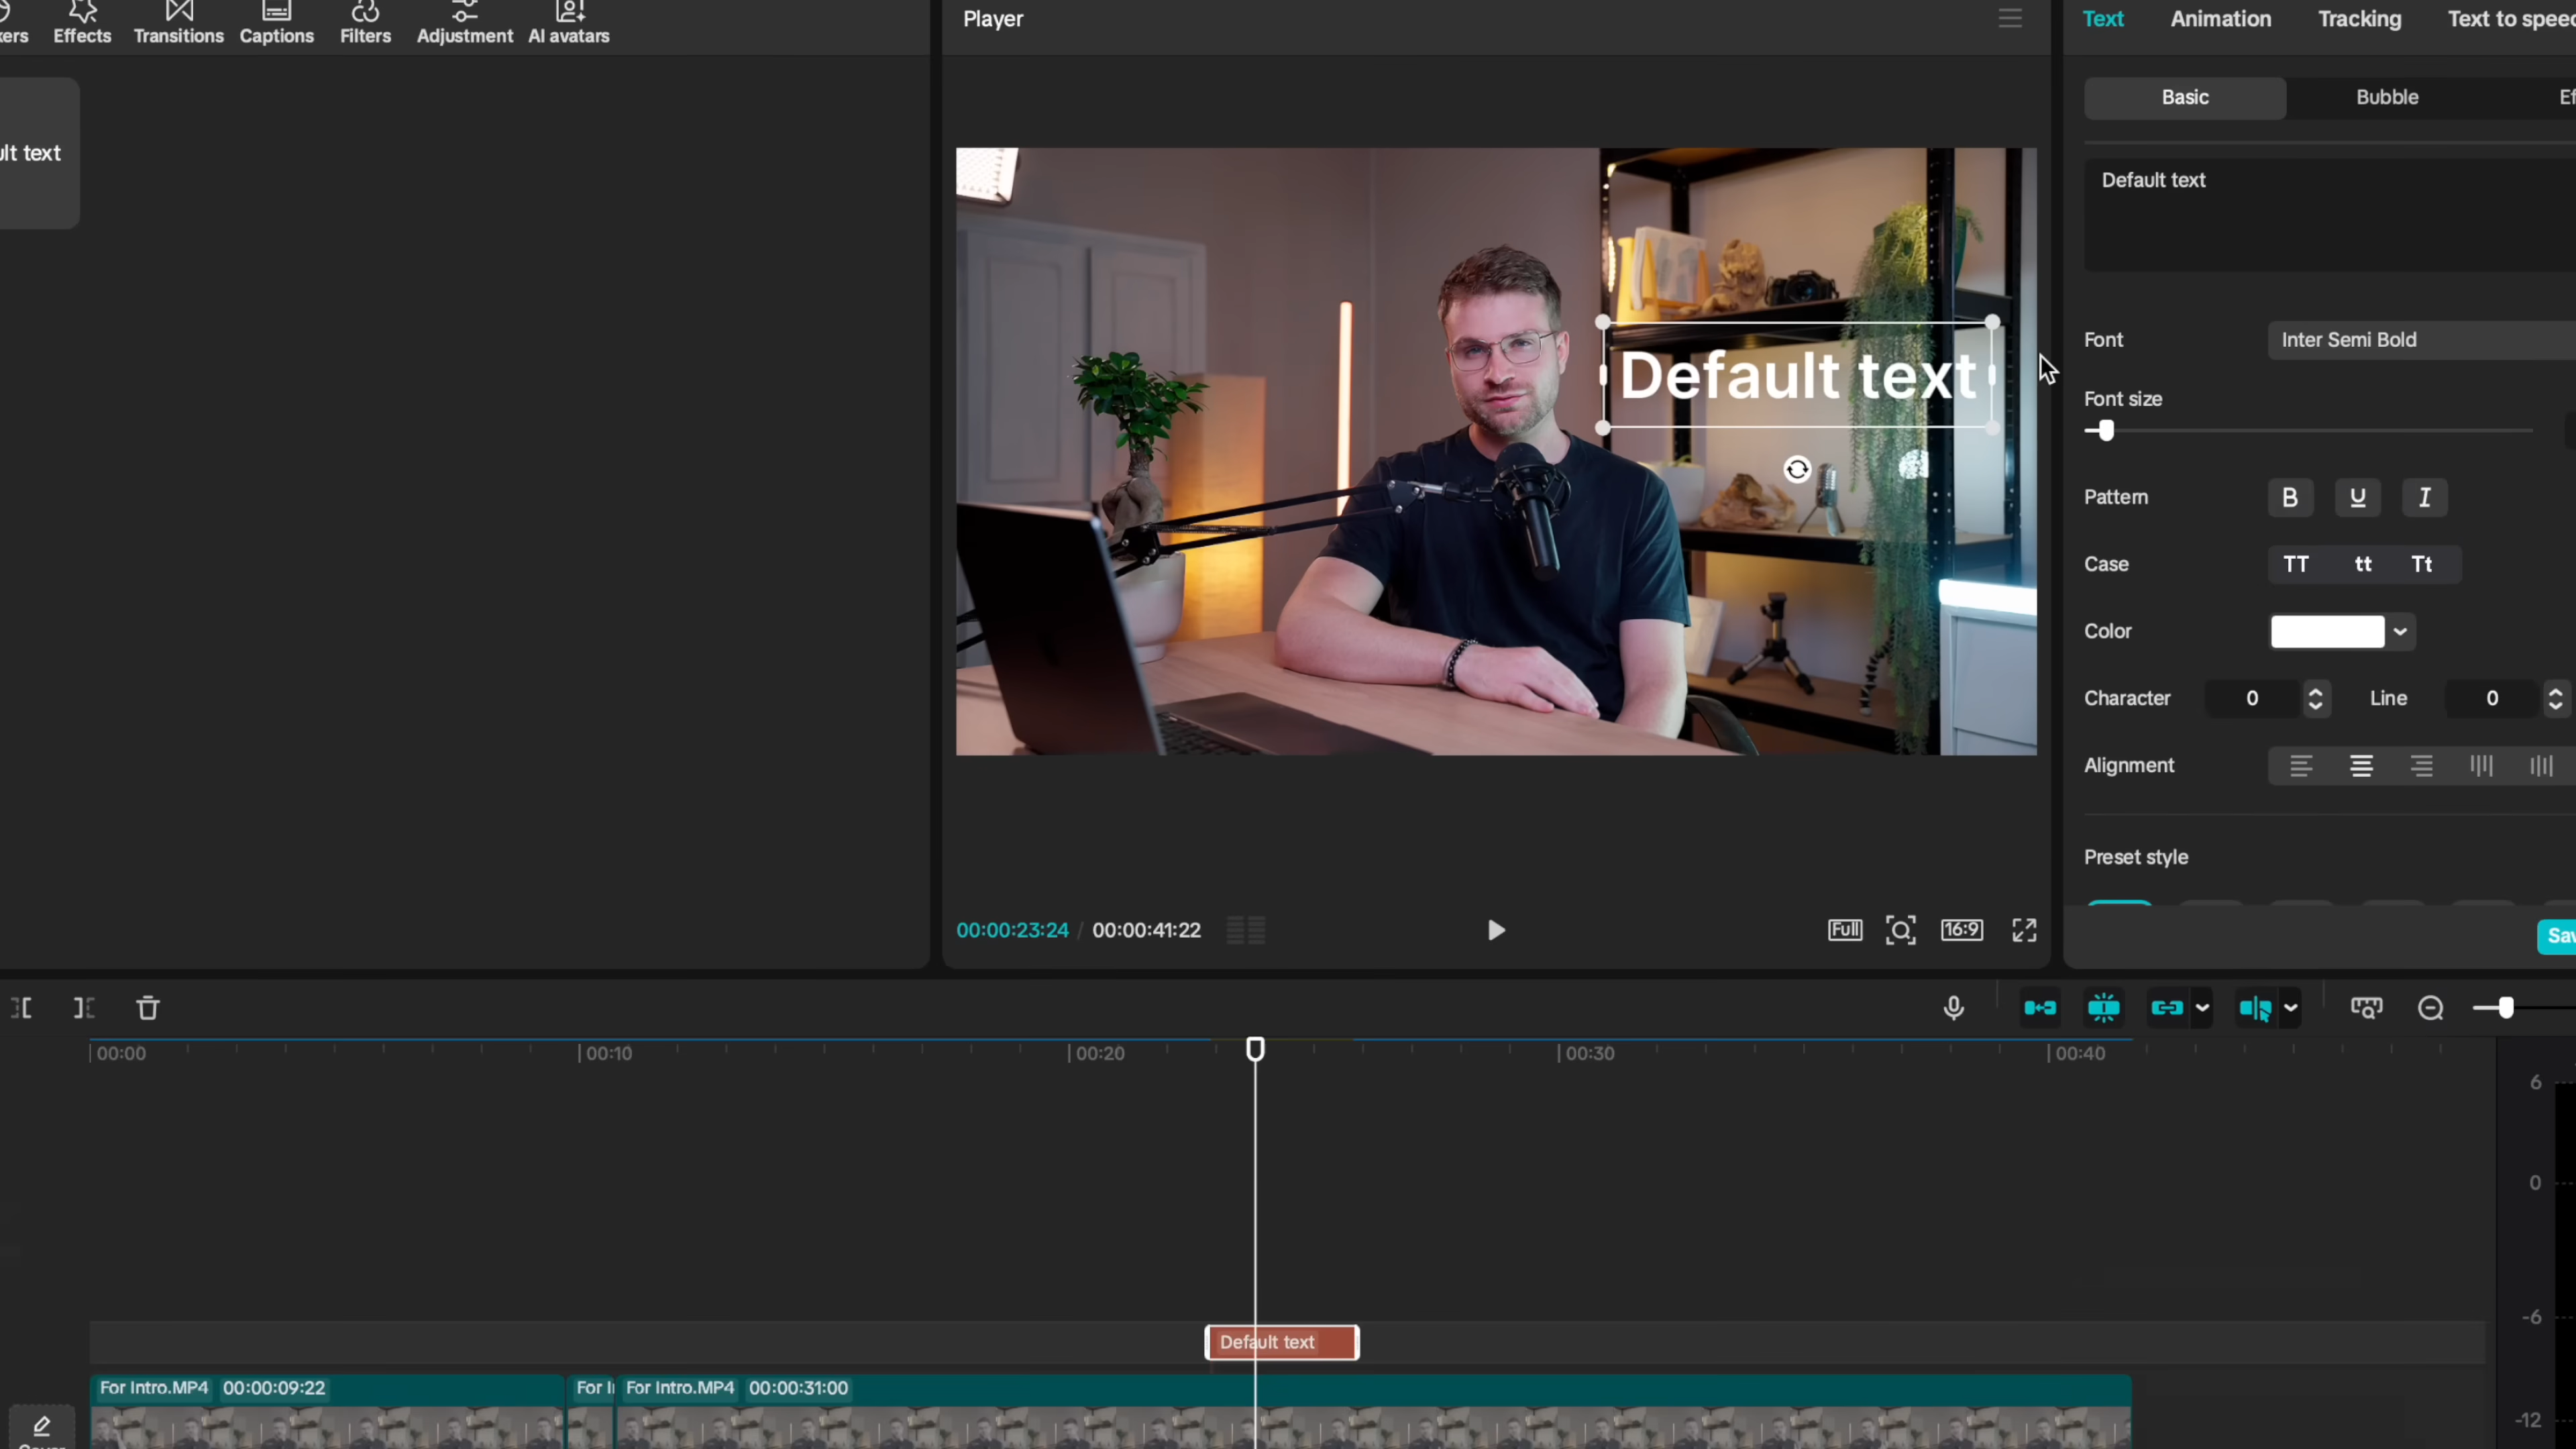 Effects
Transitions
Captions
Filters
Adjustment
AI avatars
Player
Text
Animation
Tracking
Text to
Basic
Bubble
text
Default text
Default text
Font
Inter Semi Bold
Font size
Pattern
B U I
Case
TT tt Tt
Color
Character
0
Line
0
Alignment
Preset style
00:00:23:24 / 00:00:41:22
Full
16:9
00:00
00:10
00:20
00:30
00:40
6
0
-6
-12
Default text
For Intro.MP4 00:00:09:22
For
For Intro.MP4 00:00:31:00